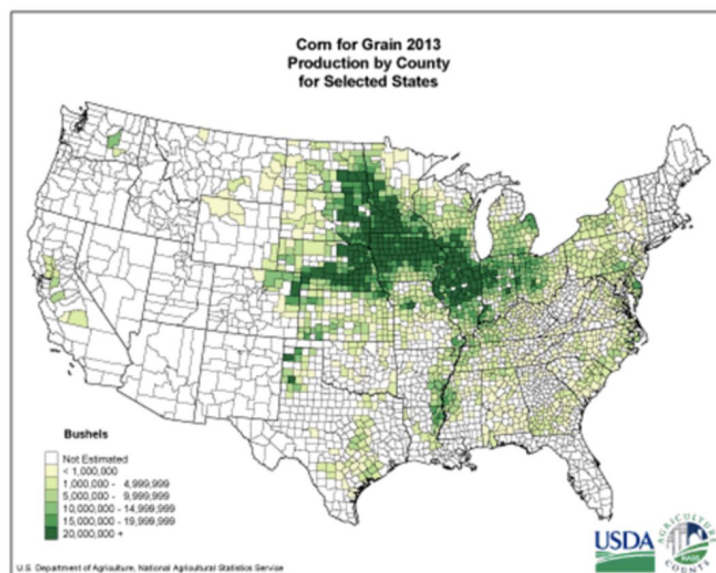 Corn for Grain 2013
Production by County
for Selected States
Bushels
Not Estimated
< 1,000,000
1,000,000 - 4,999,999
5,000,000 - 9,999,999
10,000,000 - 14,999,999
15,000,000 - 19,999,999
20,000,000 +
U.S. Department of Agriculture, National Agricultural Statistics Service
USDA
AGRICULTURE
NASS
COUNTS